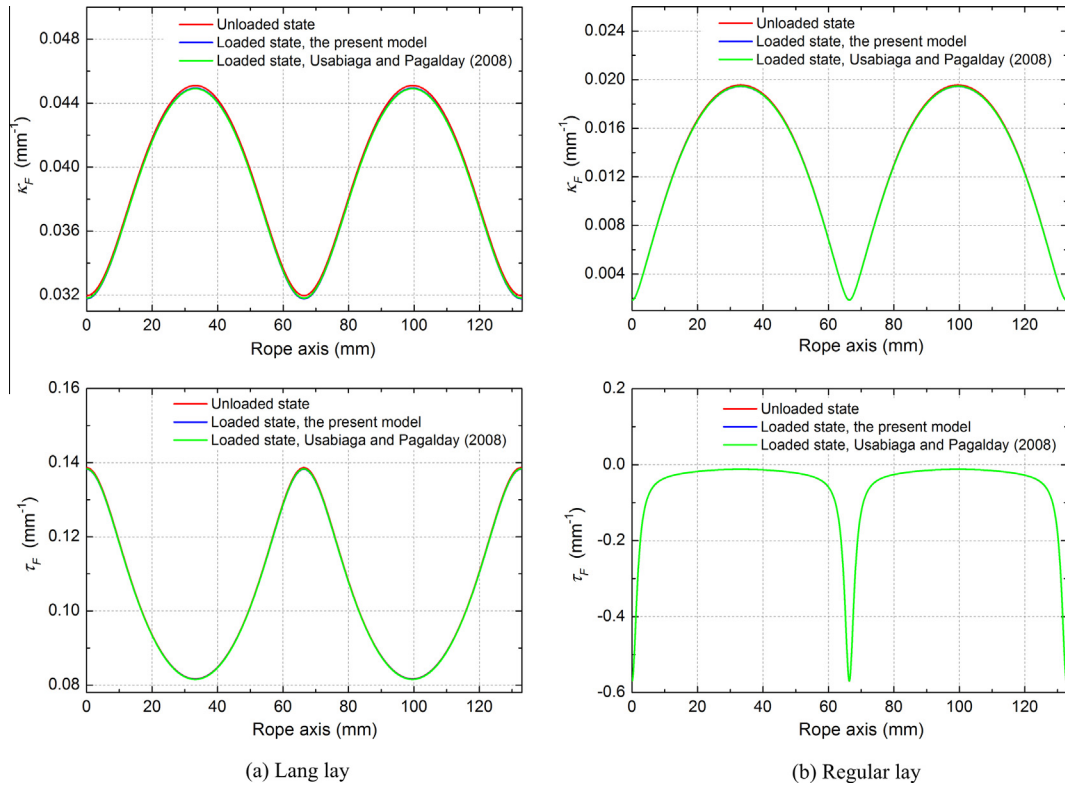 Unloaded state
Loaded state, the present model
Loaded state, Usabiaga and Pagalday (2008)
0.048
0.044
0.040
0.036
0.032
κF (mm-1)
0 20 40 60 80 100 120
Rope axis (mm)
Unloaded state
Loaded state, the present model
Loaded state, Usabiaga and Pagalday (2008)
0.024
0.020
0.016
0.012
0.008
0.004
κF (mm-1)
0 20 40 60 80 100 120
Rope axis (mm)
Unloaded state
Loaded state, the present model
Loaded state, Usabiaga and Pagalday (2008)
0.16
0.14
0.12
0.10
0.08
τF (mm-1)
0 20 40 60 80 100 120
Rope axis (mm)
Unloaded state
Loaded state, the present model
Loaded state, Usabiaga and Pagalday (2008)
0.2
0.0
-0.2
-0.4
-0.6
τF (mm-1)
0 20 40 60 80 100 120
Rope axis (mm)
(a) Lang lay
(b) Regular lay